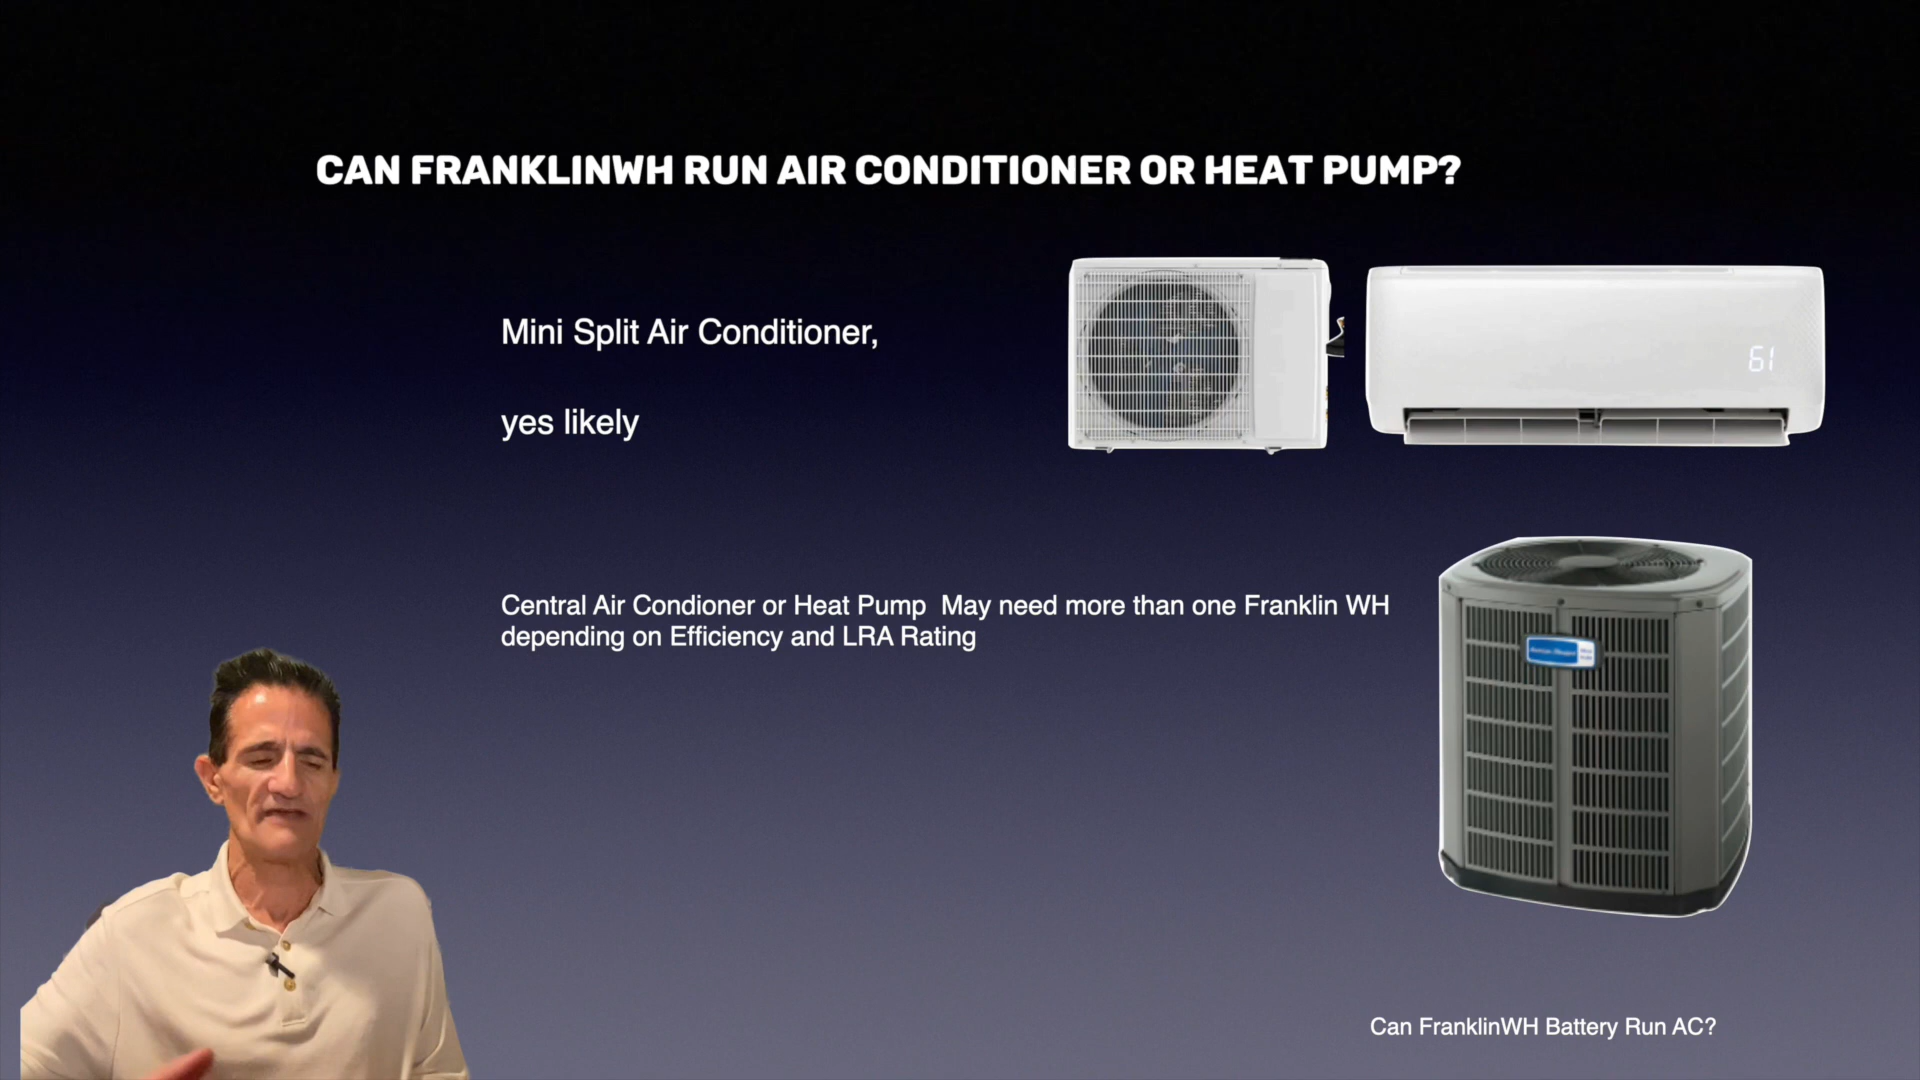 CAN FRANKLINWH RUN AIR CONDITIONER OR HEAT PUMP?
Mini Split Air Conditioner,
yes likely
61
Central Air Condioner or Heat Pump  May need more than one Franklin WH
depending on Efficiency and LRA Rating
Can FranklinWH Battery Run AC?